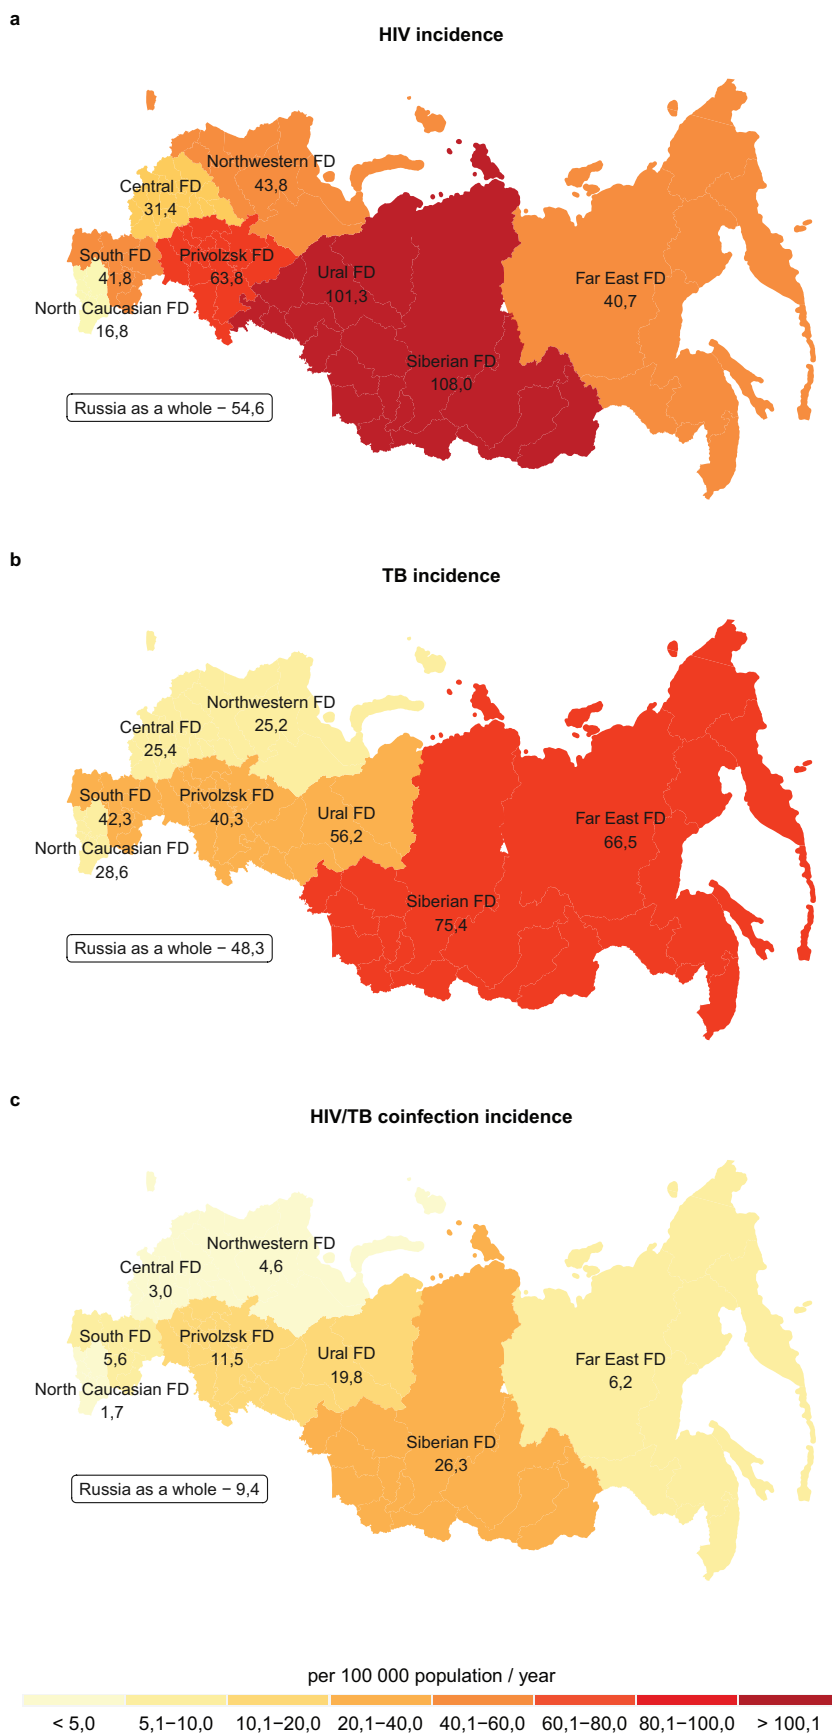 a
HIV incidence
Northwestern FD
43,8
Central FD
31,4
South FD
41,8
Privolzsk FD
63,8
Ural FD
101,3
Far East FD
40,7
North Caucasian FD
16,8
Siberian FD
108,0
Russia as a whole − 54,6
b
TB incidence
Northwestern FD
25,2
Central FD
25,4
South FD
42,3
Privolzsk FD
40,3
Ural FD
56,2
Far East FD
66,5
North Caucasian FD
28,6
Siberian FD
75,4
Russia as a whole − 48,3
c
HIV/TB coinfection incidence
Northwestern FD
4,6
Central FD
3,0
South FD
5,6
Privolzsk FD
11,5
Ural FD
19,8
Far East FD
6,2
North Caucasian FD
1,7
Siberian FD
26,3
Russia as a whole − 9,4
per 100 000 population / year
< 5,0 5,1−10,0 10,1−20,0 20,1−40,0 40,1−60,0 60,1−80,0 80,1−100,0 > 100,1